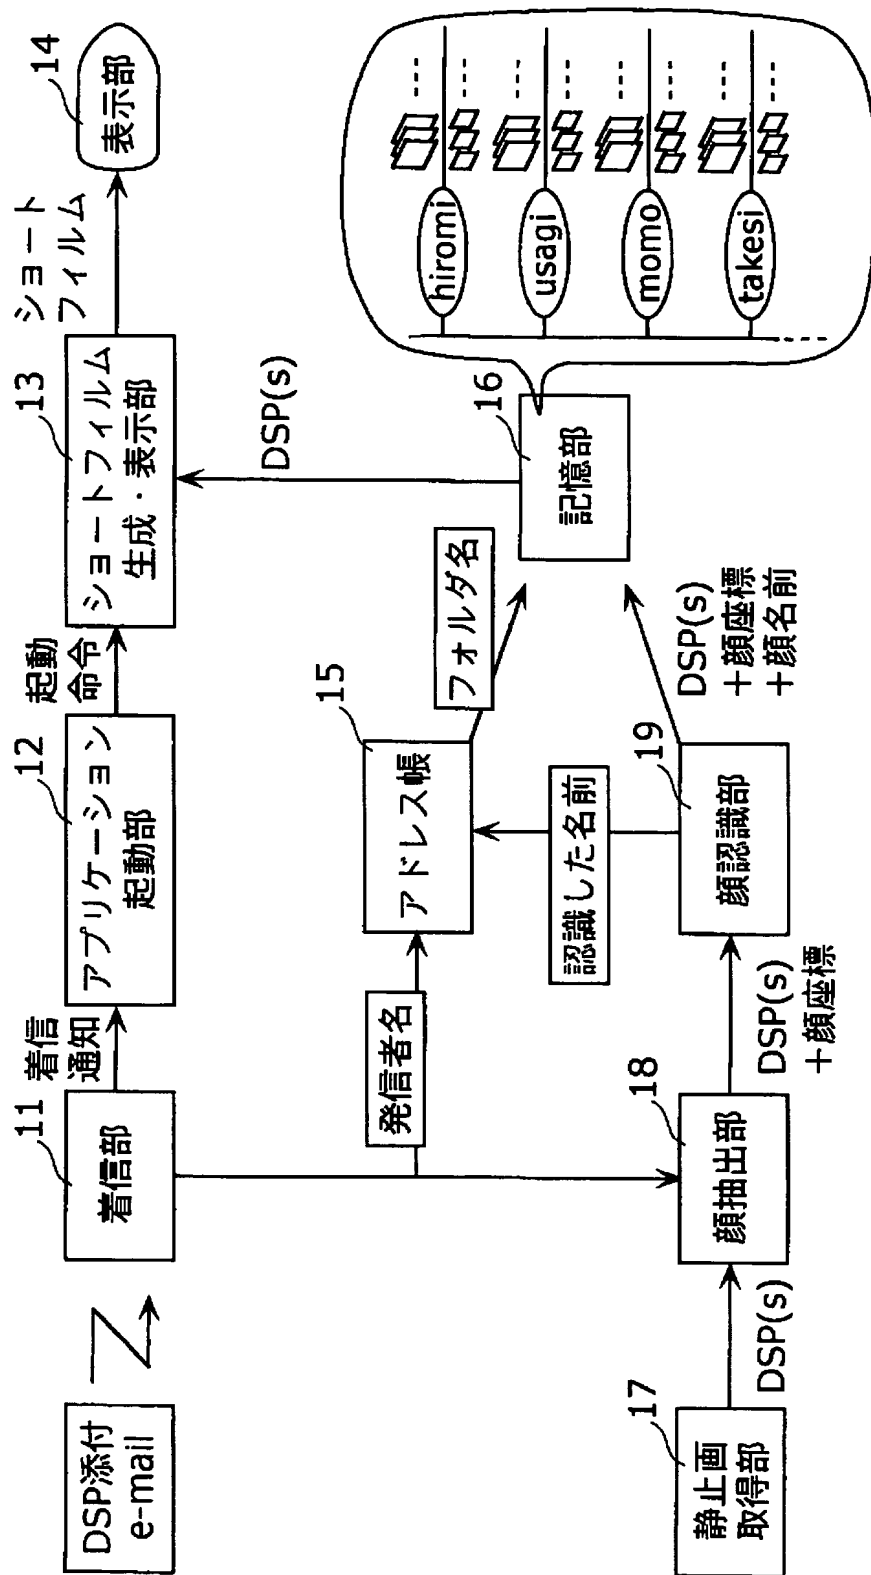 DSP添付
e-mail
11
着信部
着信
通知
12
アプリケーション
起動部
起動
命令
13
ショートフィルム
生成・表示部
ショート
フィルム
14
表示部
発信者名
15
アドレス帳
フォルダ名
DSP(s)
16
記憶部
hiromi
usagi
momo
takesi
認識した名前
17
静止画
取得部
DSP(s)
18
顔抽出部
DSP(s)
+顔座標
19
顔認識部
DSP(s)
+顔座標
+顔名前